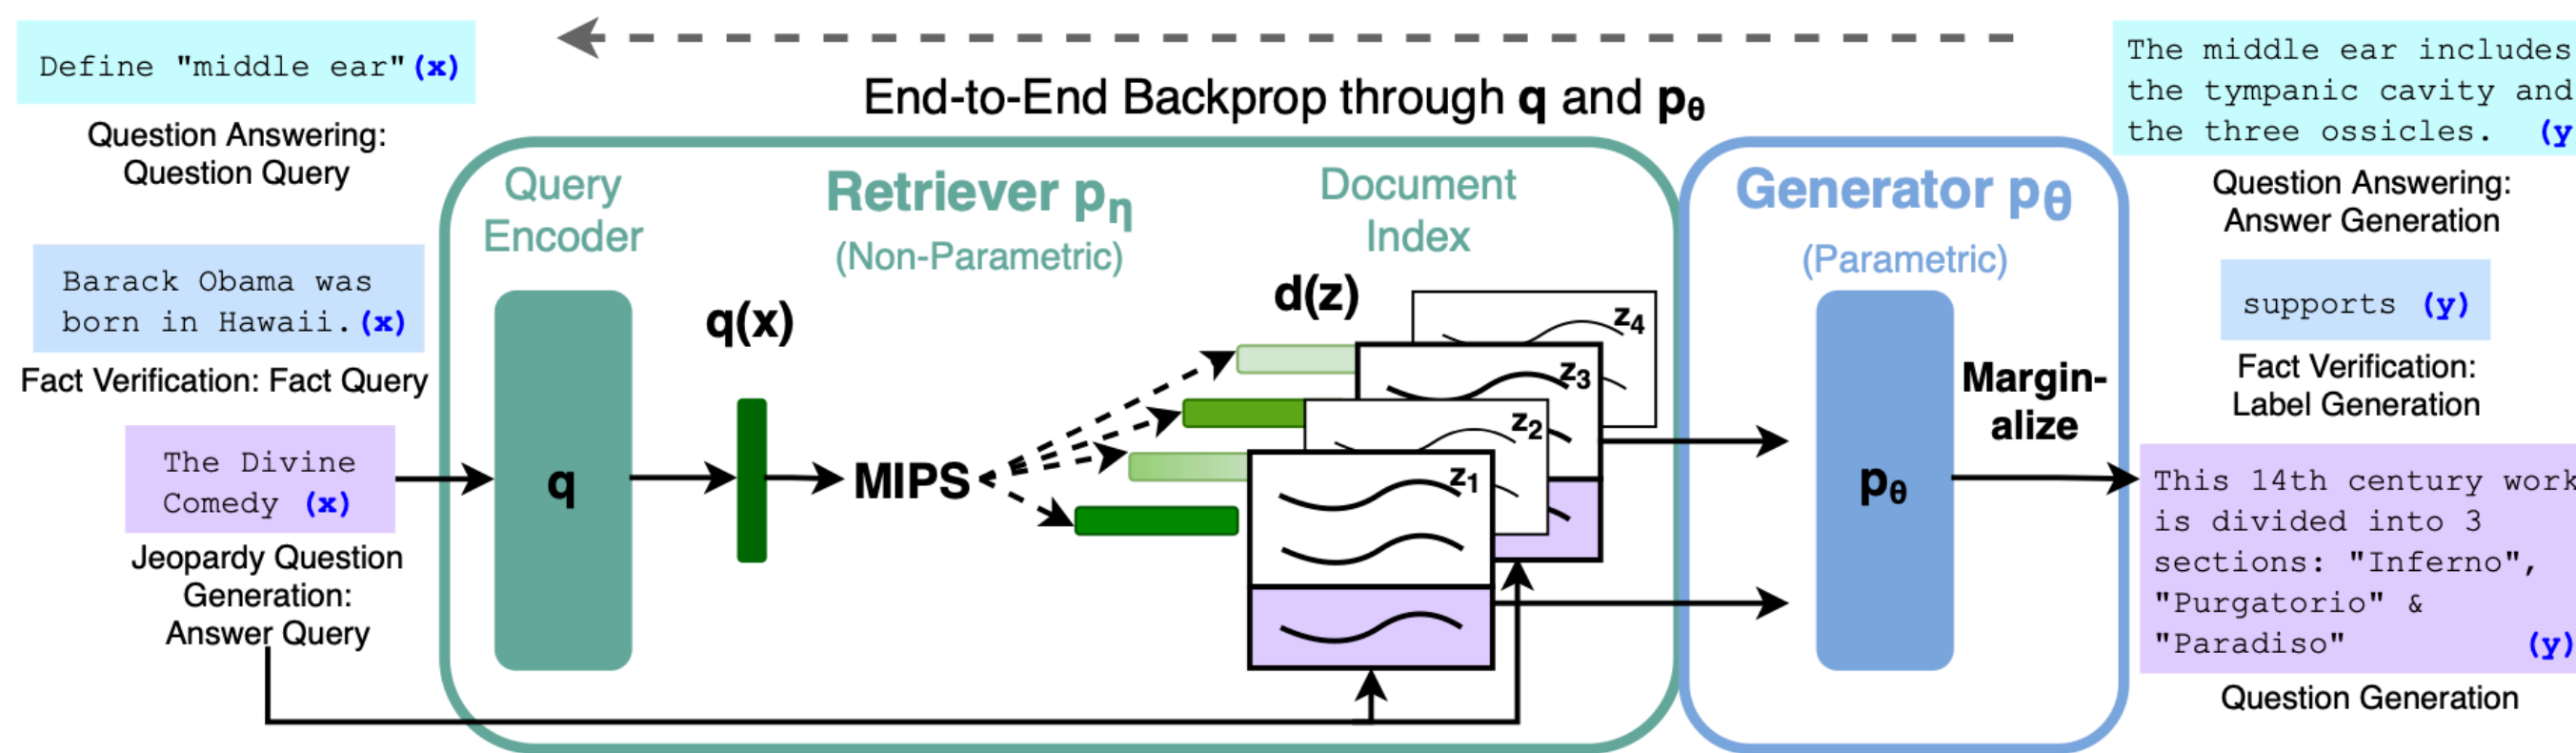 Define "middle ear" (x)
Question Answering:
Question Query
Barack Obama was
born in Hawaii. (x)
Fact Verification: Fact Query
The Divine
Comedy (x)
Jeopardy Question
Generation:
Answer Query
End-to-End Backprop through q and pθ
Query
Encoder
q
q(x)
Retriever pη
(Non-Parametric)
MIPS
Document
Index
d(z)
z4
z3
z2
z1
Generator pθ
(Parametric)
pθ
Margin-
alize
The middle ear includes
the tympanic cavity and
the three ossicles. (y
Question Answering:
Answer Generation
supports (y)
Fact Verification:
Label Generation
This 14th century work
is divided into 3
sections: "Inferno",
"Purgatorio" &
"Paradiso" (y)
Question Generation